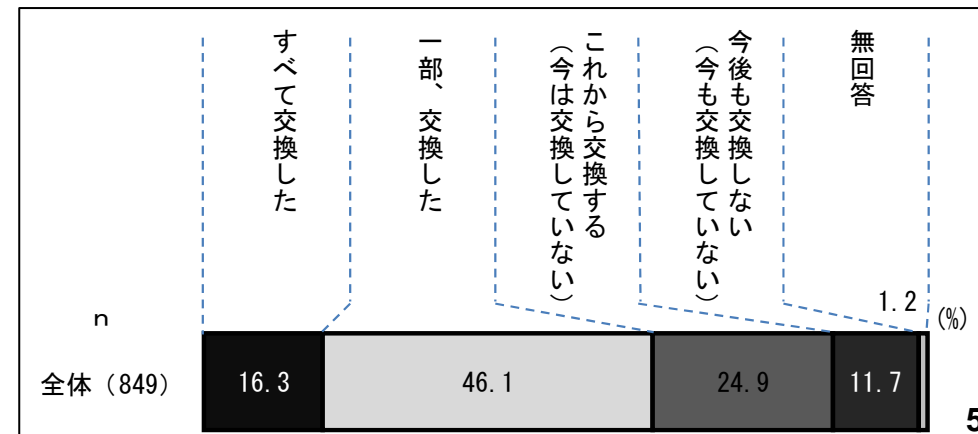 すべて交換した
一部、交換した
これから交換する
（今は交換していない）
今後も交換しない
（今も交換していない）
無回答
1.2
(%)
n
全体（849）
16.3
46.1
24.9
11.7
5